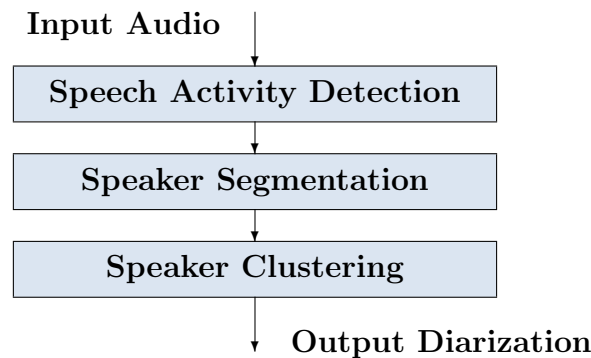 Input Audio
Speech Activity Detection
Speaker Segmentation
Speaker Clustering
Output Diarization